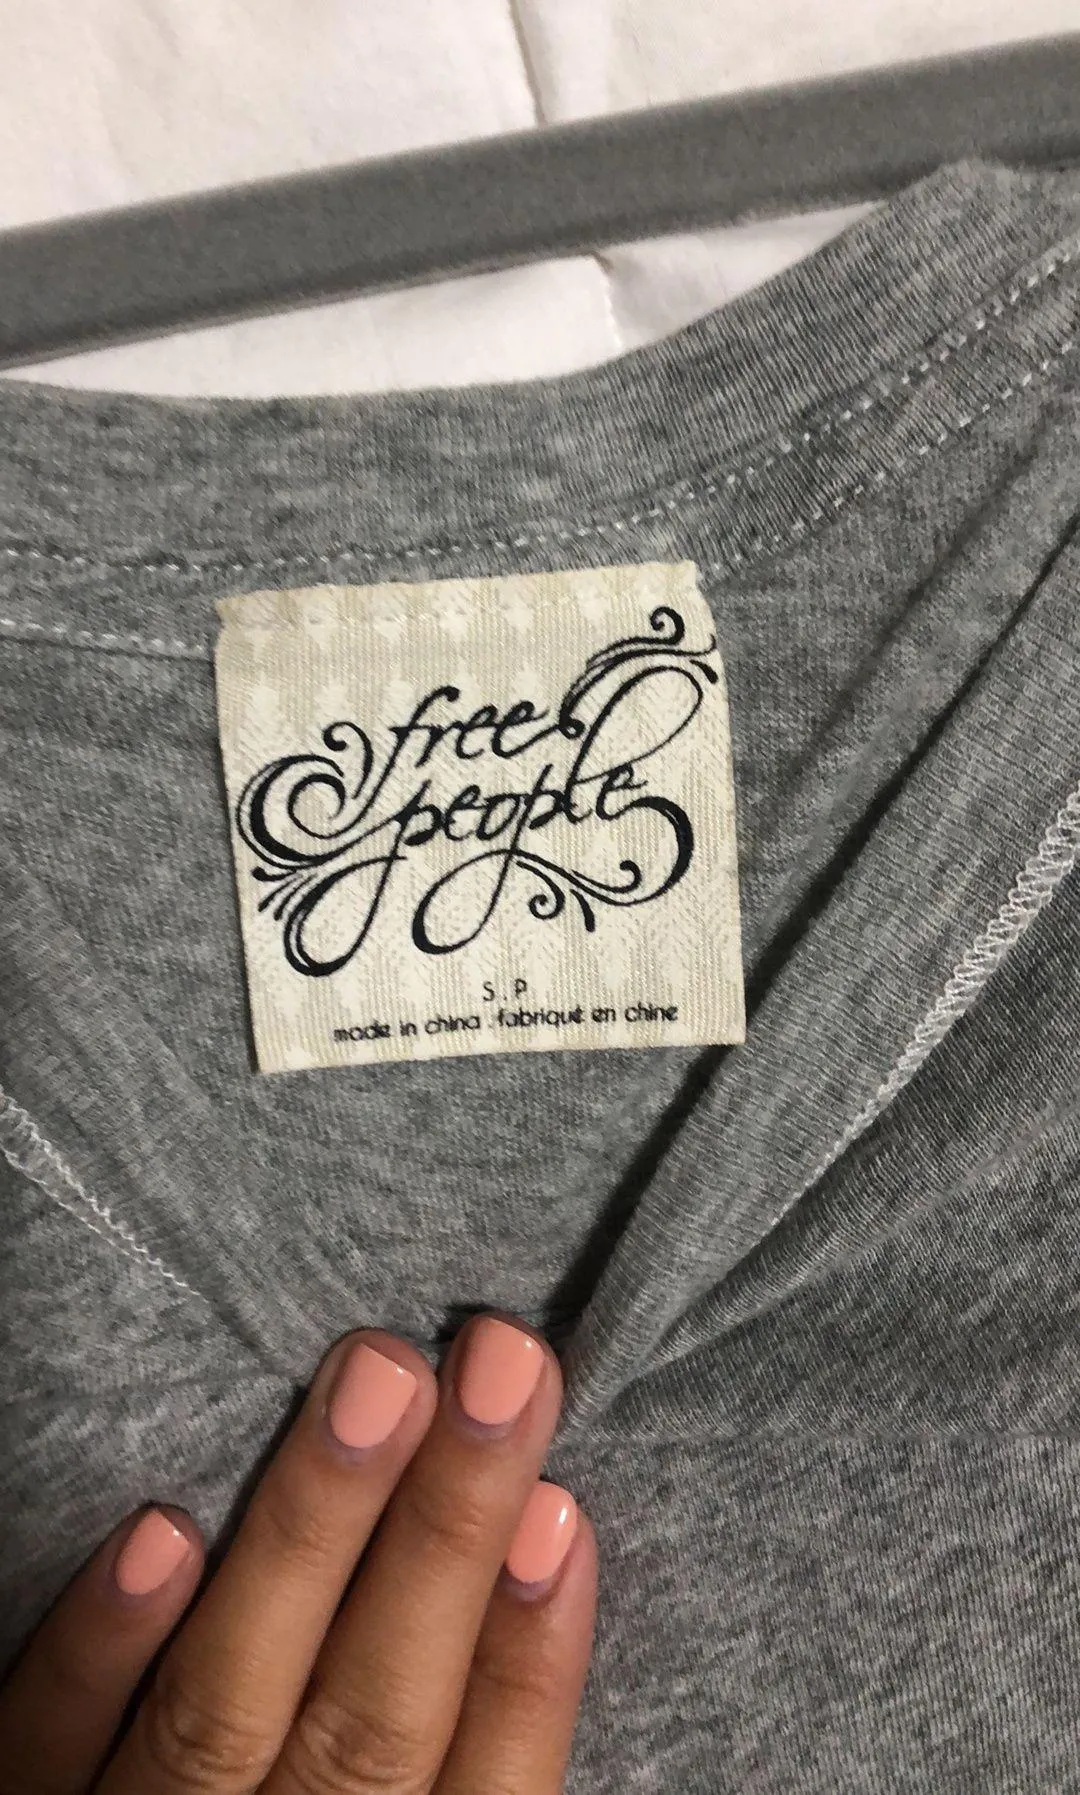 free
people
S.P
made in china . fabriqué en chine